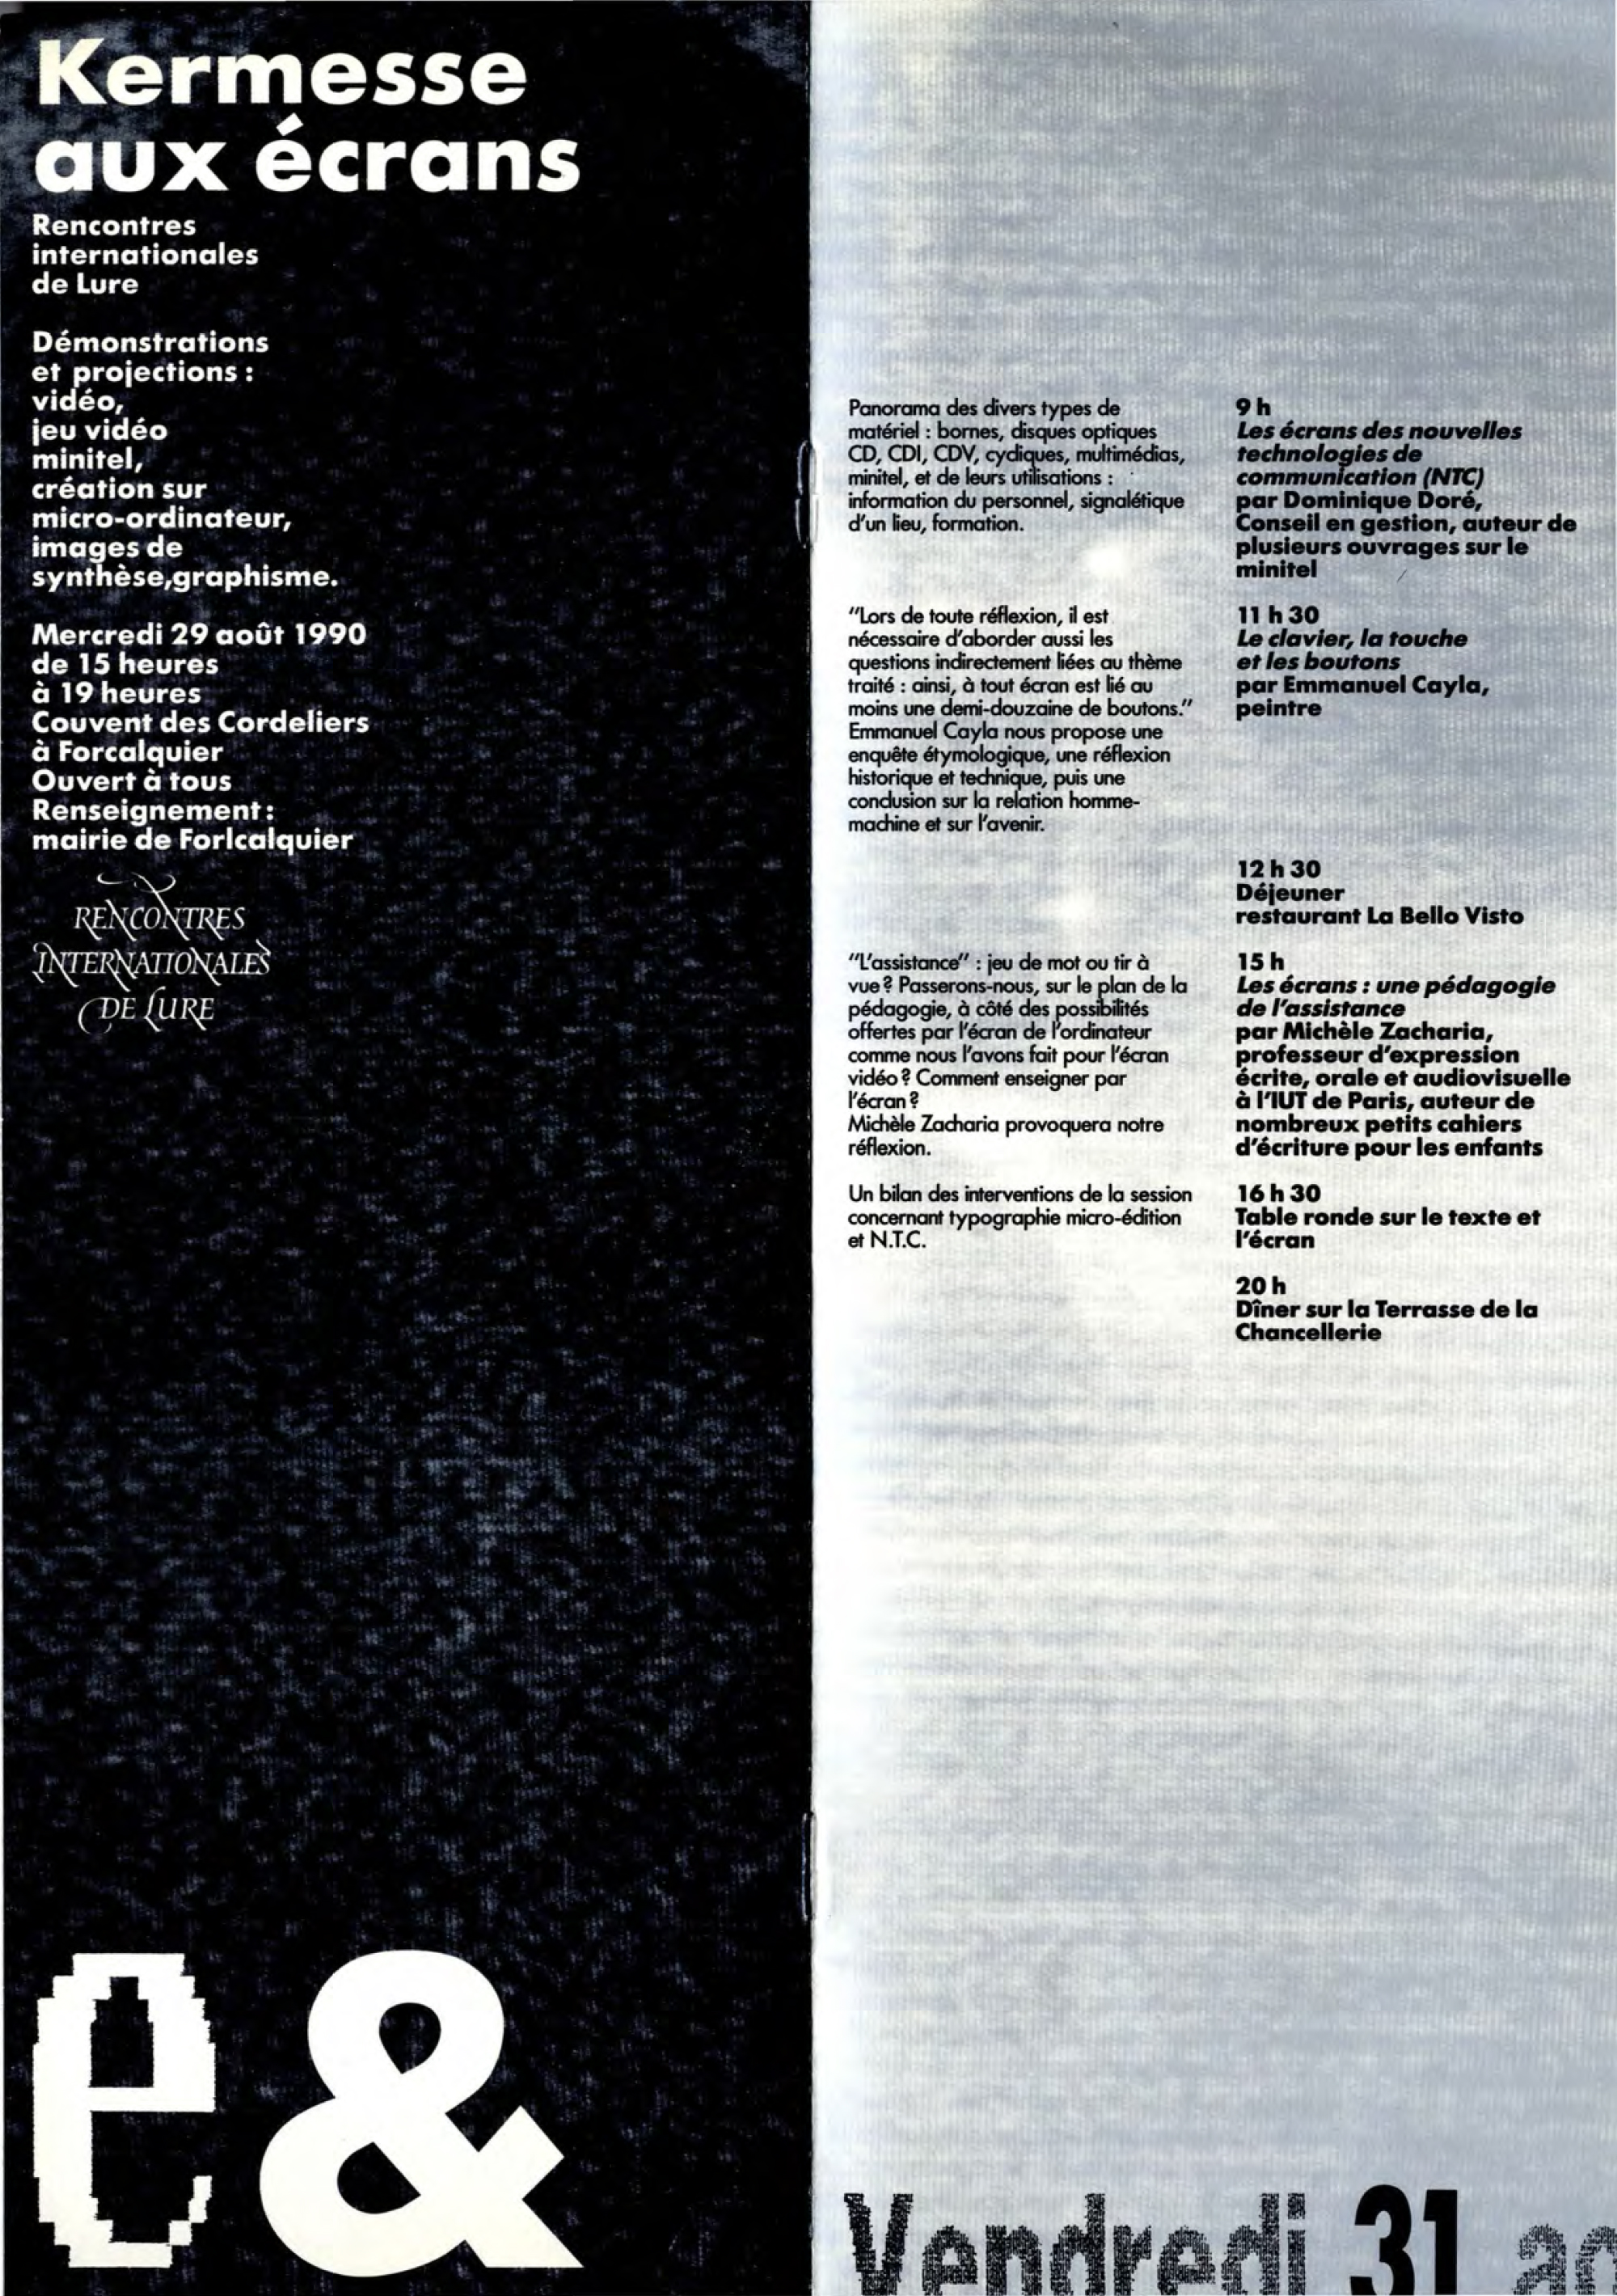 Kermesse
aux écrans
Rencontres
internationales
de Lure
Démonstrations
et projections :
vidéo,
jeu vidéo
minitel,
création sur
micro-ordinateur,
images de
synthèse,graphisme.
Mercredi 29 août 1990
de 15 heures
à 19 heures
Couvent des Cordeliers
à Forcalquier
Ouvert à tous
Renseignement :
mairie de Forlcalquier
RENCONTRES
INTERNATIONALES
DE LURE
e &
Panorama des divers types de
matériel : bornes, disques optiques
CD, CDI, CDV, cycliques, multimédias,
minitel, et de leurs utilisations :
information du personnel, signalétique
d'un lieu, formation.
9 h
Les écrans des nouvelles
technologies de
communication (NTC)
par Dominique Doré,
Conseil en gestion, auteur de
plusieurs ouvrages sur le
minitel
"Lors de toute réflexion, il est
nécessaire d'aborder aussi les
questions indirectement liées au thème
traité : ainsi, à tout écran est lié au
moins une demi-douzaine de boutons."
Emmanuel Cayla nous propose une
enquête étymologique, une réflexion
historique et technique, puis une
conclusion sur la relation homme-
machine et sur l'avenir.
11 h 30
Le clavier, la touche
et les boutons
par Emmanuel Cayla,
peintre
12 h 30
Déjeuner
restaurant La Bello Visto
"L'assistance" : jeu de mot ou tir à
vue ? Passerons-nous, sur le plan de la
pédagogie, à côté des possibilités
offertes par l'écran de l'ordinateur
comme nous l'avons fait pour l'écran
vidéo ? Comment enseigner par
l'écran ?
Michèle Zacharia provoquera notre
réflexion.
15 h
Les écrans : une pédagogie
de l'assistance
par Michèle Zacharia,
professeur d'expression
écrite, orale et audiovisuelle
à l'IUT de Paris, auteur de
nombreux petits cahiers
d'écriture pour les enfants
Un bilan des interventions de la session
concernant typographie micro-édition
et N.T.C.
16 h 30
Table ronde sur le texte et
l'écran
20 h
Dîner sur la Terrasse de la
Chancellerie
Vendredi 31